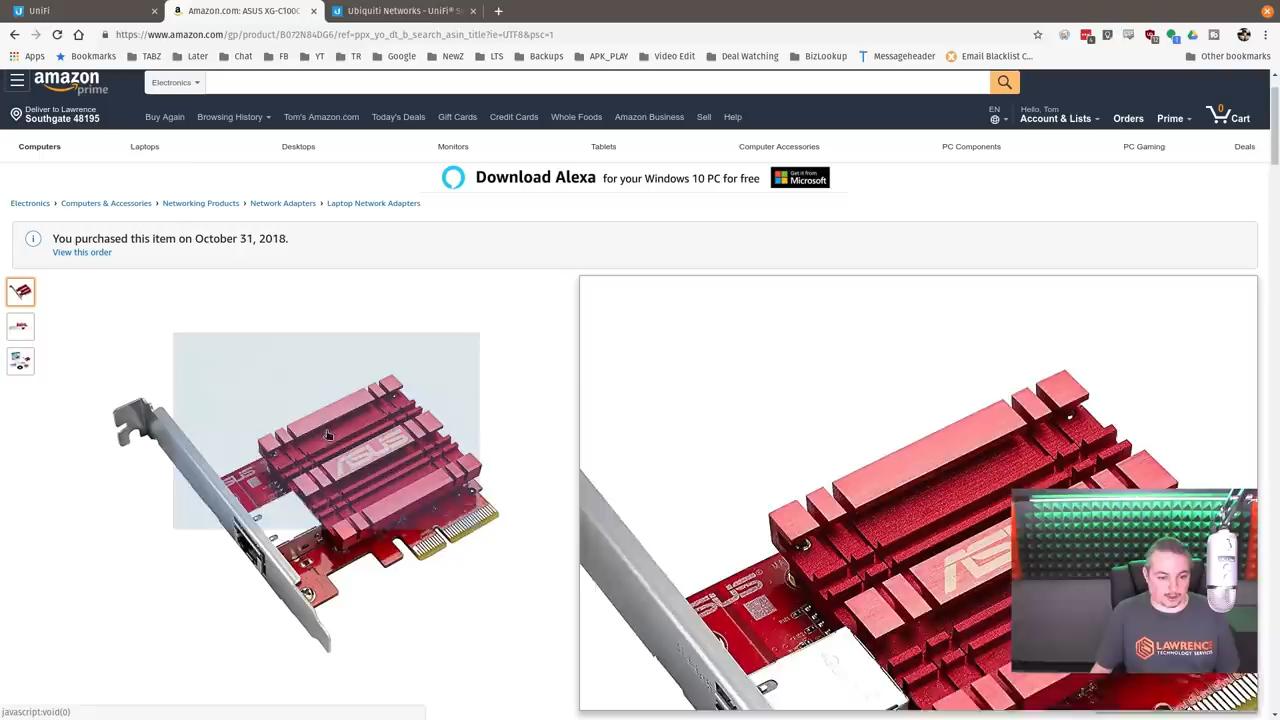 UniFi
Amazon.com: ASUS XG-C100C
Ubiquiti Networks - UniFi® S
https://www.amazon.com/gp/product/B072N84DG6/ref=ppx_yo_dt_b_search_asin_title?ie=UTF8&psc=1
Apps Bookmarks TABZ Later Chat FB YT TR Google NewZ LTS Backups APK_PLAY Video Edit Deal Watching BizLookup Messageheader Email Blacklist C... Other bookmarks
amazon
prime
Electronics
Deliver to Lawrence
Southgate 48195
Buy Again Browsing History Tom's Amazon.com Today's Deals Gift Cards Credit Cards Whole Foods Amazon Business Sell Help
EN
Hello, Tom
Account & Lists Orders Prime 0 Cart
Computers Laptops Desktops Monitors Tablets Computer Accessories PC Components PC Gaming Deals
Download Alexa for your Windows 10 PC for free
Get it from
Microsoft
Electronics › Computers & Accessories › Networking Products › Network Adapters › Laptop Network Adapters
You purchased this item on October 31, 2018.
View this order
ASUS
ASUS
LAWRENCE
TECHNOLOGY SERVICES
javascript:void(0)